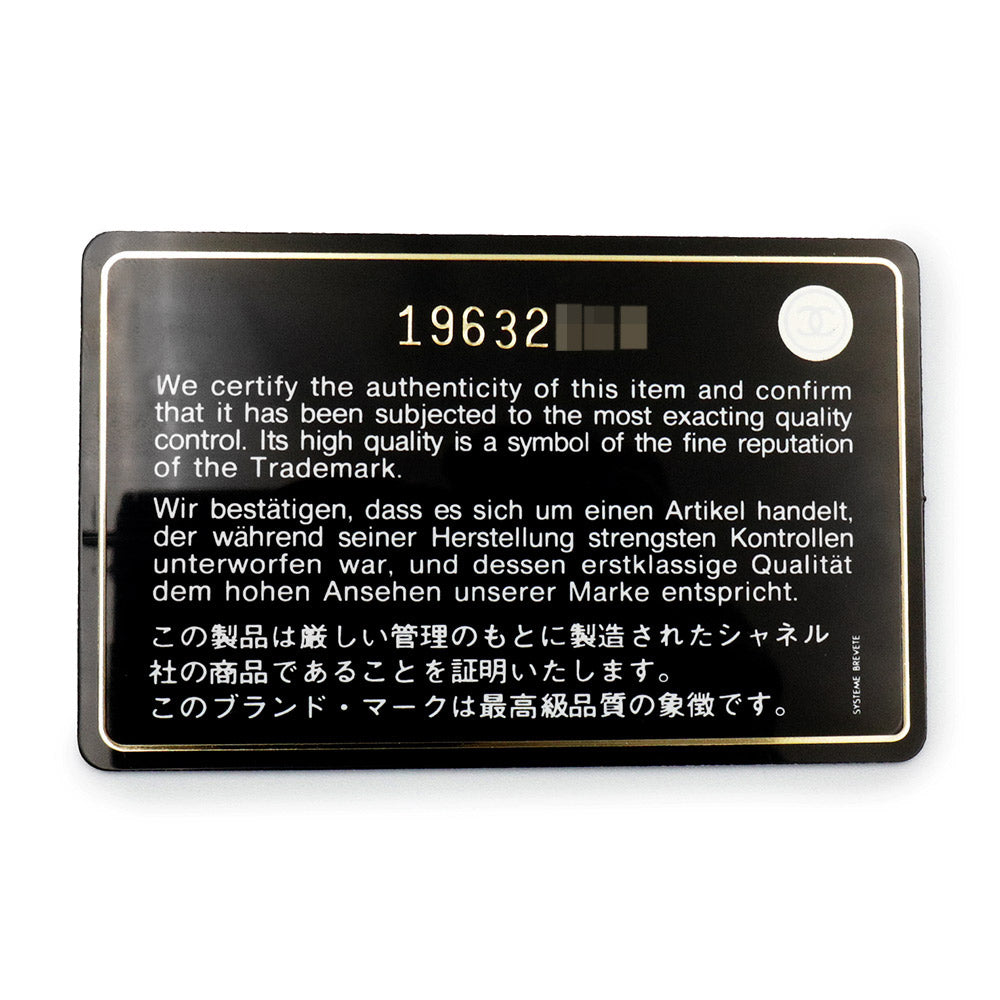 19632
We certify the authenticity of this item and confirm
that it has been subjected to the most exacting quality
control. Its high quality is a symbol of the fine reputation
of the Trademark.
Wir bestätigen, dass es sich um einen Artikel handelt,
der während seiner Herstellung strengsten Kontrollen
unterworfen war, und dessen erstklassige Qualität
dem hohen Ansehen unserer Marke entspricht.
この製品は厳しい管理のもとに製造されたシャネル
社の商品であることを証明いたします。
このブランド・マークは最高級品質の象徴です。
SYSTEME BREVETE